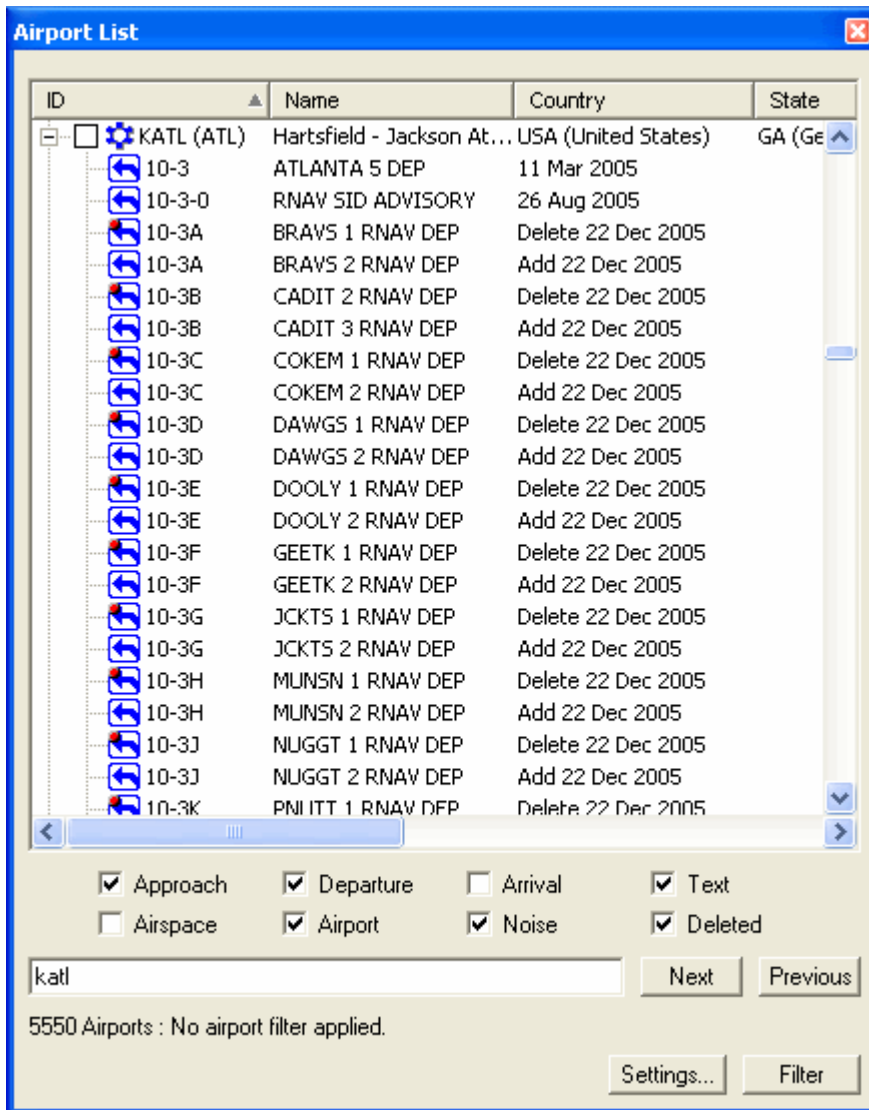 Airport List
ID Name Country State
KATL (ATL) Hartsfield - Jackson At... USA (United States) GA (Ge
10-3 ATLANTA 5 DEP 11 Mar 2005
10-3-0 RNAV SID ADVISORY 26 Aug 2005
10-3A BRAVS 1 RNAV DEP Delete 22 Dec 2005
10-3A BRAVS 2 RNAV DEP Add 22 Dec 2005
10-3B CADIT 2 RNAV DEP Delete 22 Dec 2005
10-3B CADIT 3 RNAV DEP Add 22 Dec 2005
10-3C COKEM 1 RNAV DEP Delete 22 Dec 2005
10-3C COKEM 2 RNAV DEP Add 22 Dec 2005
10-3D DAWGS 1 RNAV DEP Delete 22 Dec 2005
10-3D DAWGS 2 RNAV DEP Add 22 Dec 2005
10-3E DOOLY 1 RNAV DEP Delete 22 Dec 2005
10-3E DOOLY 2 RNAV DEP Add 22 Dec 2005
10-3F GEETK 1 RNAV DEP Delete 22 Dec 2005
10-3F GEETK 2 RNAV DEP Add 22 Dec 2005
10-3G JCKTS 1 RNAV DEP Delete 22 Dec 2005
10-3G JCKTS 2 RNAV DEP Add 22 Dec 2005
10-3H MUNSN 1 RNAV DEP Delete 22 Dec 2005
10-3H MUNSN 2 RNAV DEP Add 22 Dec 2005
10-3J NUGGT 1 RNAV DEP Delete 22 Dec 2005
10-3J NUGGT 2 RNAV DEP Add 22 Dec 2005
10-3K PNUTT 1 RNAV DEP Delete 22 Dec 2005
Approach Departure Arrival Text
Airspace Airport Noise Deleted
katl Next Previous
5550 Airports : No airport filter applied.
Settings... Filter